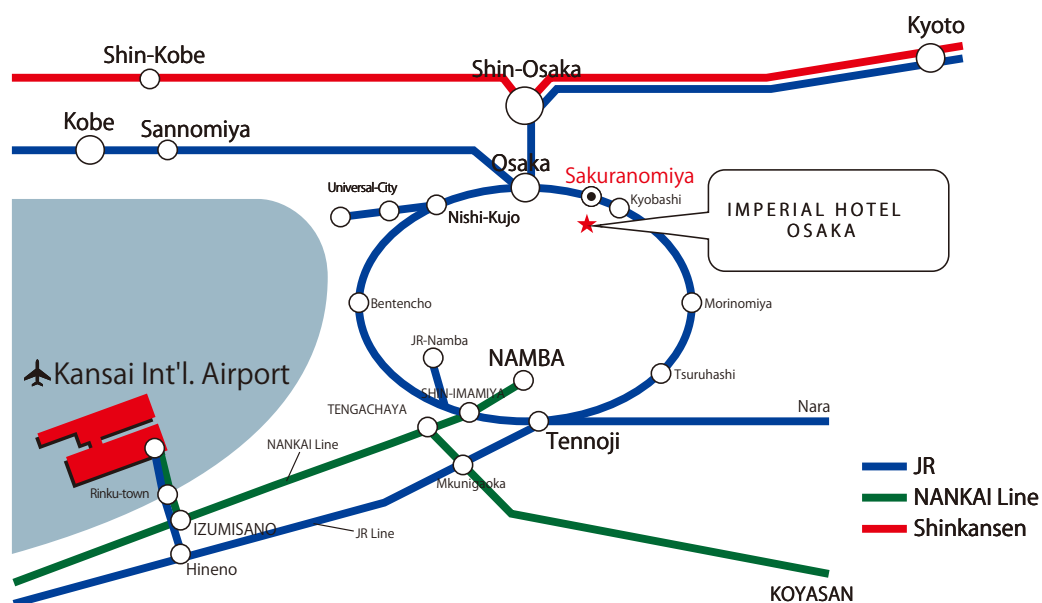 Kyoto
Shin-Kobe
Shin-Osaka
Kobe
Sannomiya
Osaka
Sakuranomiya
Universal-City
Kyobashi
Nishi-Kujo
IMPERIAL HOTEL
OSAKA
Bentencho
Morinomiya
JR-Namba
NAMBA
Kansai Int'l. Airport
Tsuruhashi
SHIN-IMAMIYA
TENGACHAYA
Nara
NANKAI Line
Tennoji
JR
Mkunigaoka
Rinku-town
NANKAI Line
IZUMISANO
JR Line
Shinkansen
Hineno
KOYASAN